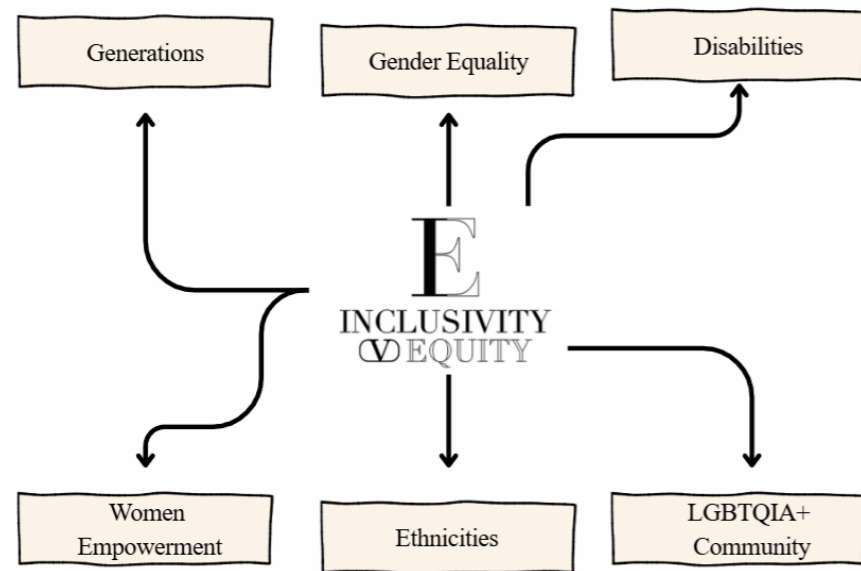 Generations
Gender Equality
Disabilities
E
INCLUSIVITY
EQUITY
Women
Empowerment
Ethnicities
LGBTQIA+
Community